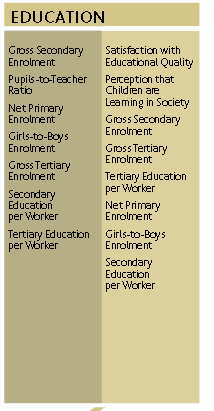 EDUCATION
Gross Secondary
Enrolment
Pupils-to-Teacher
Ratio
Net Primary
Enrolment
Girls-to-Boys
Enrolment
Gross Tertiary
Enrolment
Secondary
Education
per Worker
Tertiary Education
per Worker
Satisfaction with
Educational Quality
Perception that
Children are
Learning in Society
Gross Secondary
Enrolment
Gross Tertiary
Enrolment
Tertiary Education
per Worker
Net Primary
Enrolment
Girls-to-Boys
Enrolment
Secondary
Education
per Worker